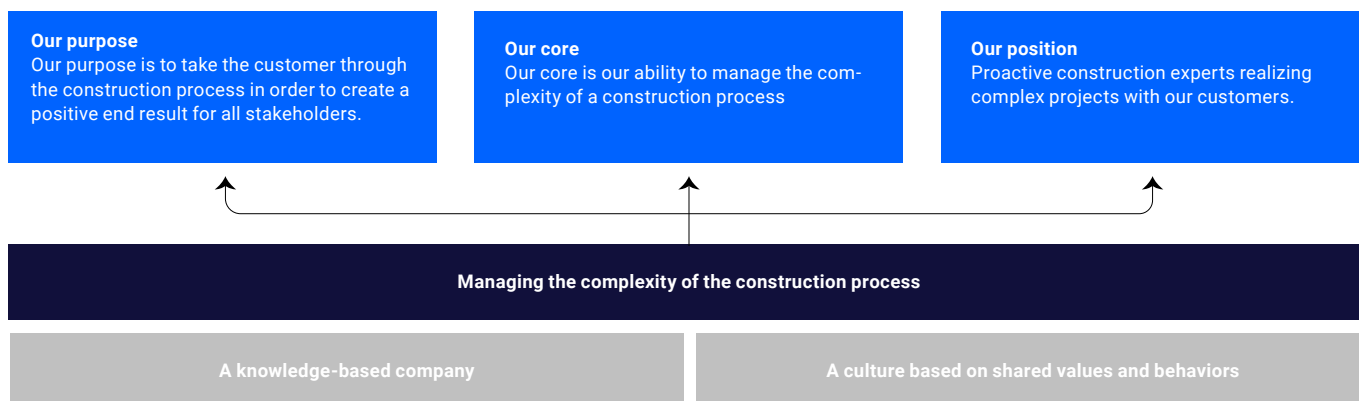 Our purpose
Our purpose is to take the customer through
the construction process in order to create a
positive end result for all stakeholders.
Our core
Our core is our ability to manage the com-
plexity of a construction process
Our position
Proactive construction experts realizing
complex projects with our customers.
Managing the complexity of the construction process
A knowledge-based company
A culture based on shared values and behaviors